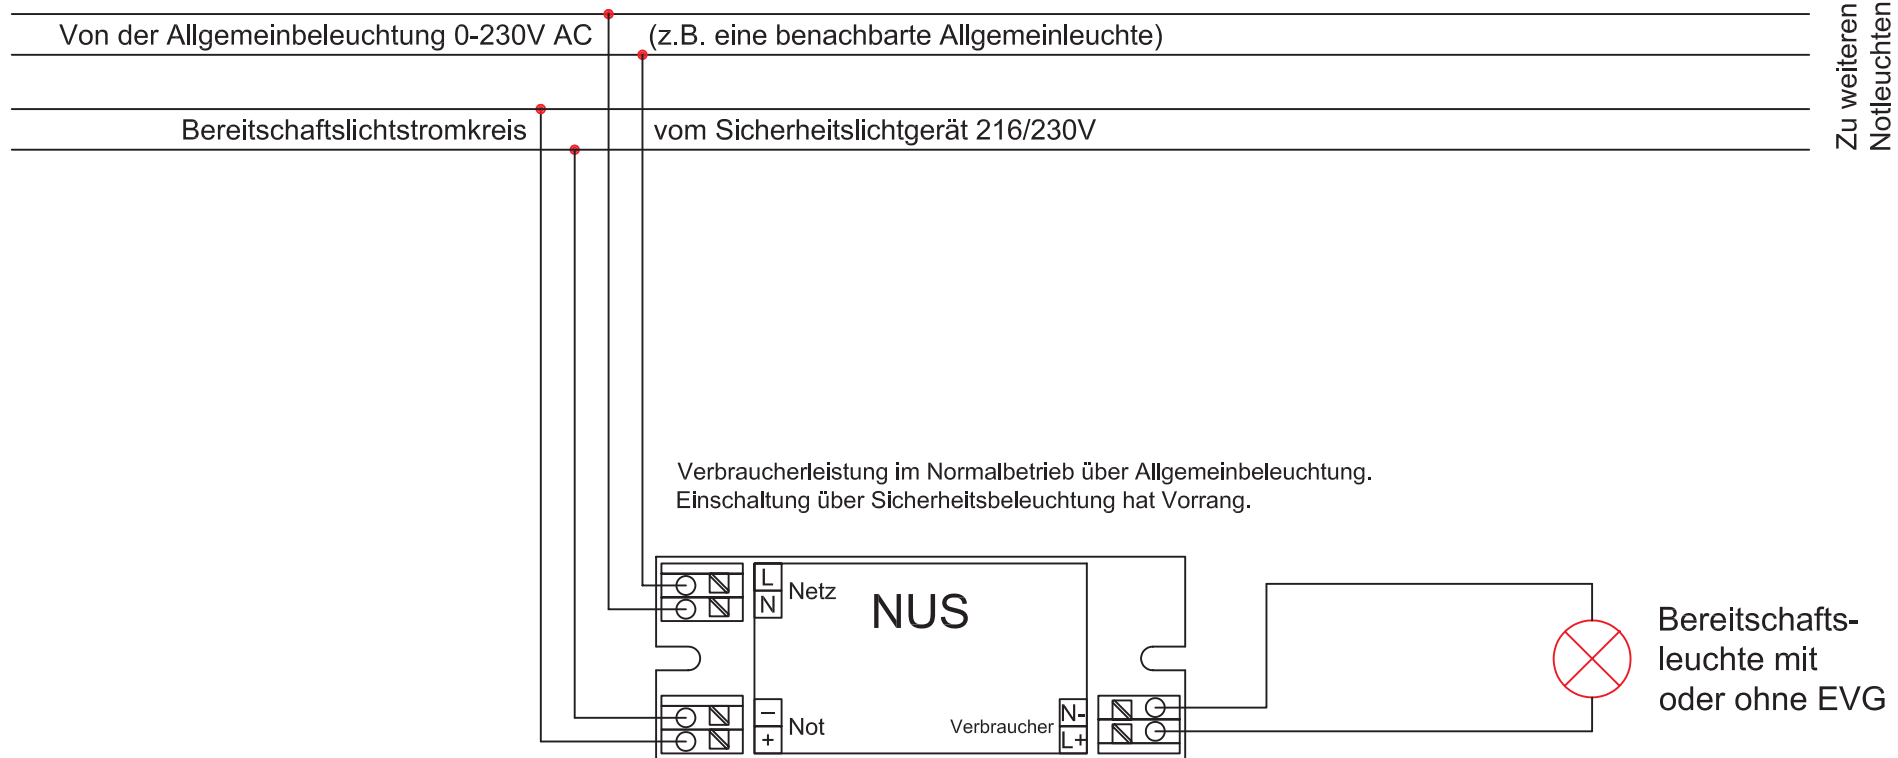 Von der Allgemeinbeleuchtung 0-230V AC (z.B. eine benachbarte Allgemeinleuchte)
Bereitschaftslichtstromkreis vom Sicherheitslichtgerät 216/230V
Zu weiteren
Notleuchten
Verbraucherleistung im Normalbetrieb über Allgemeinbeleuchtung.
Einschaltung über Sicherheitsbeleuchtung hat Vorrang.
L
N
Netz
NUS
−
+
Not
Verbraucher
N-
L+
Bereitschafts-
leuchte mit
oder ohne EVG